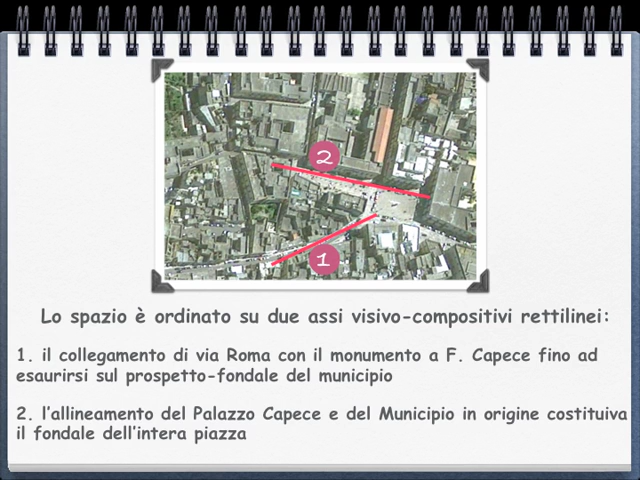 2
1
Lo spazio è ordinato su due assi visivo-compositivi rettilinei:
1. il collegamento di via Roma con il monumento a F. Capece fino ad
esaurirsi sul prospetto-fondale del municipio
2. l'allineamento del Palazzo Capece e del Municipio in origine costituiva
il fondale dell'intera piazza